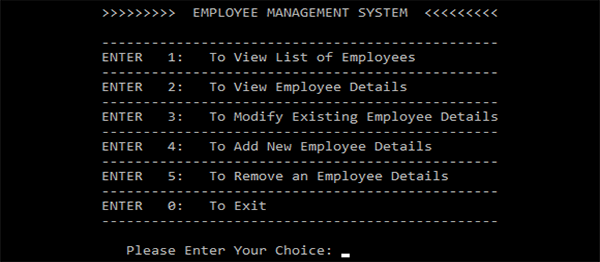 >>>>>>>>>  EMPLOYEE MANAGEMENT SYSTEM  <<<<<<<<<
------------------------------------------------
ENTER   1:   To View List of Employees
------------------------------------------------
ENTER   2:   To View Employee Details
------------------------------------------------
ENTER   3:   To Modify Existing Employee Details
------------------------------------------------
ENTER   4:   To Add New Employee Details
------------------------------------------------
ENTER   5:   To Remove an Employee Details
------------------------------------------------
ENTER   0:   To Exit
------------------------------------------------
Please Enter Your Choice: